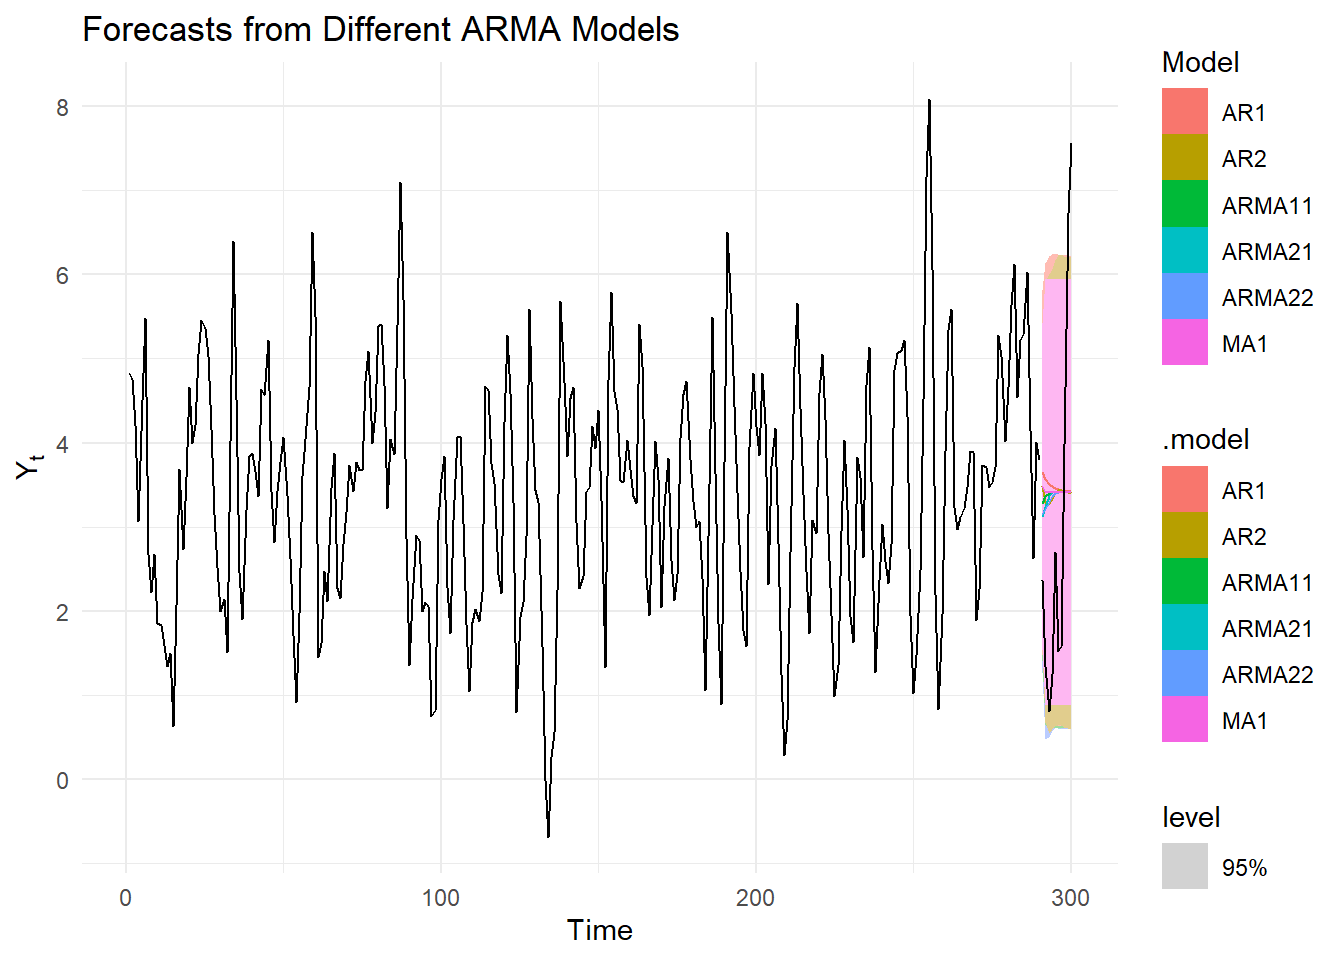 Forecasts from Different ARMA Models
Yt
8
6
4
2
0
0 100 200 300
Time
Model
AR1
AR2
ARMA11
ARMA21
ARMA22
MA1
.model
AR1
AR2
ARMA11
ARMA21
ARMA22
MA1
level
95%